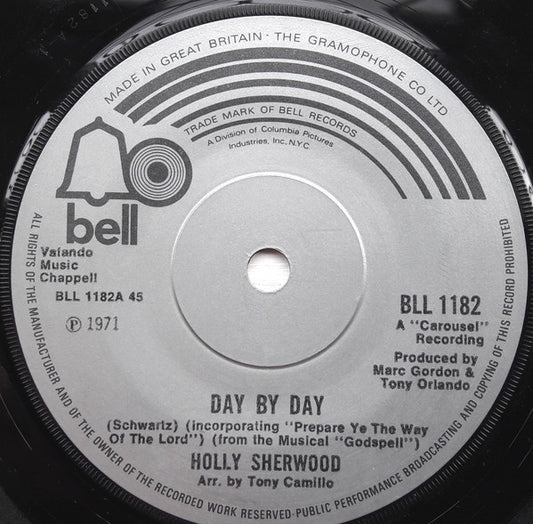 MADE IN GREAT BRITAIN · THE GRAMOPHONE CO LTD
TRADE MARK OF BELL RECORDS
A Division of Columbia Pictures
Industries, Inc, N.Y.C.
bell
Valando
Music
Chappell
BLL 1182A 45
Ⓟ 1971
BLL 1182
A "Carousel"
Recording
Produced by
Marc Gordon &
Tony Orlando
DAY BY DAY
(Schwartz) (incorporating "Prepare Ye The Way
Of The Lord") (from the Musical "Godspell")
HOLLY SHERWOOD
Arr. by Tony Camillo
ALL RIGHTS OF THE MANUFACTURER AND OF THE OWNER OF THE RECORDED WORK RESERVED·PUBLIC PERFORMANCE BROADCASTING AND COPYING OF THIS RECORD PROHIBITED